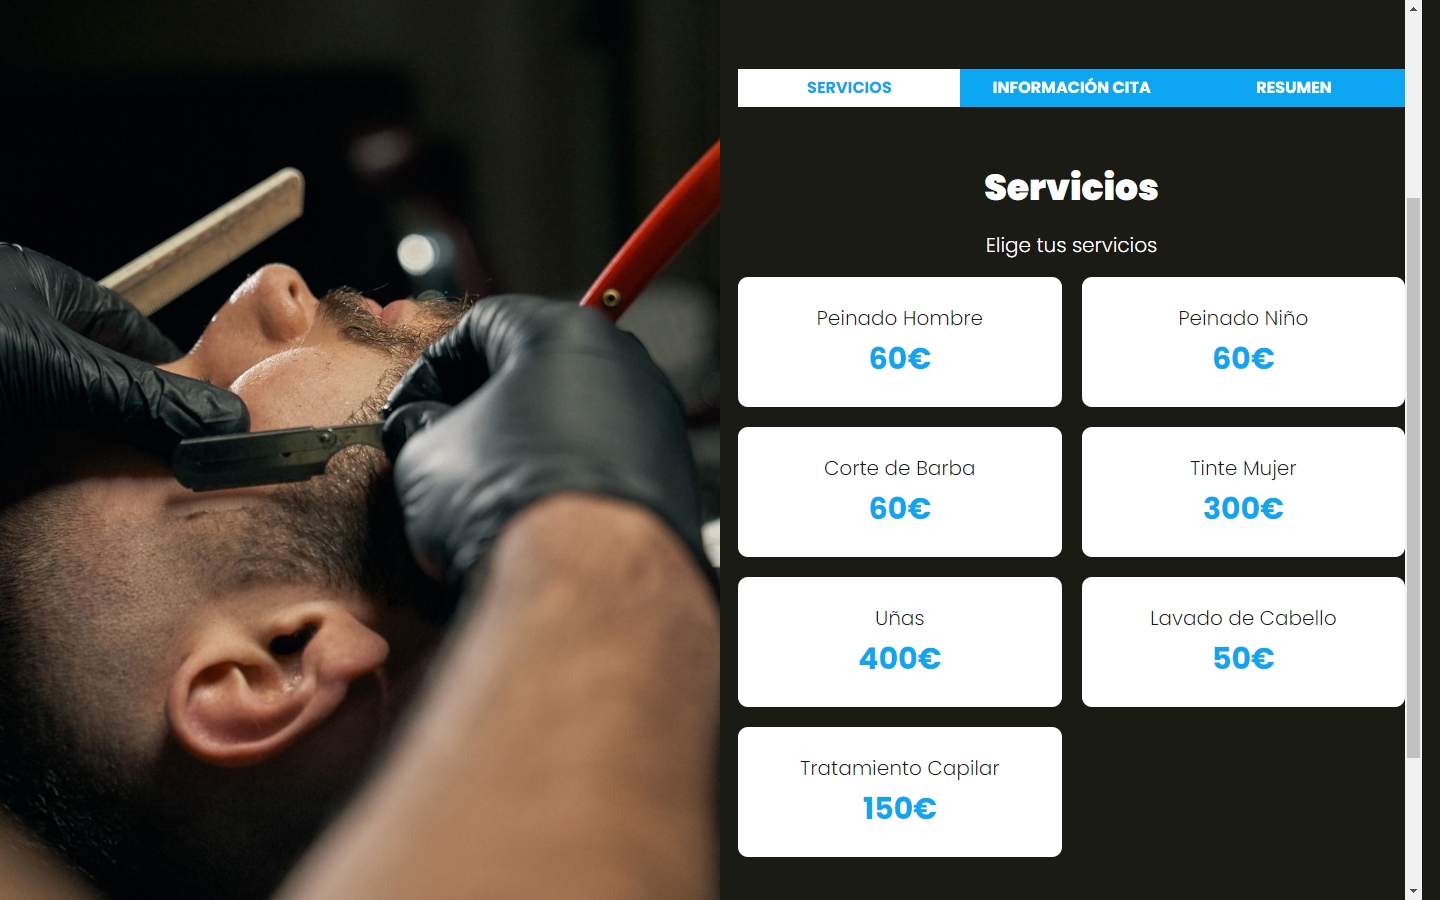 SERVICIOS
INFORMACIÓN CITA
RESUMEN
Servicios
Elige tus servicios
Peinado Hombre
60€
Peinado Niño
60€
Corte de Barba
60€
Tinte Mujer
300€
Uñas
400€
Lavado de Cabello
50€
Tratamiento Capilar
150€